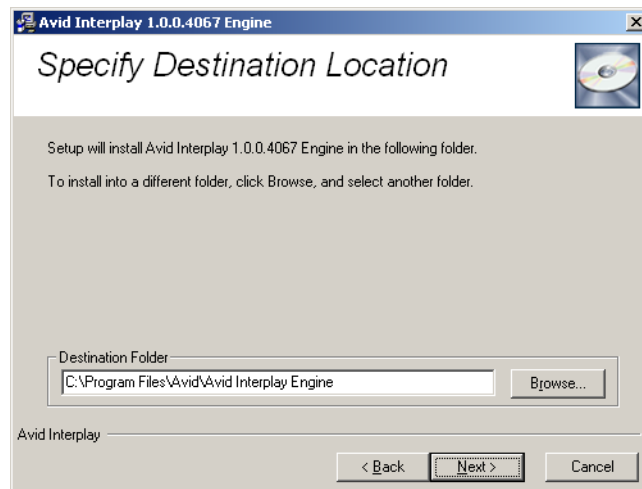 Avid Interplay 1.0.0.4067 Engine
Specify Destination Location
Setup will install Avid Interplay 1.0.0.4067 Engine in the following folder.
To install into a different folder, click Browse, and select another folder.
Destination Folder
C:\Program Files\Avid\Avid Interplay Engine
Browse...
Avid Interplay
< Back
Next >
Cancel